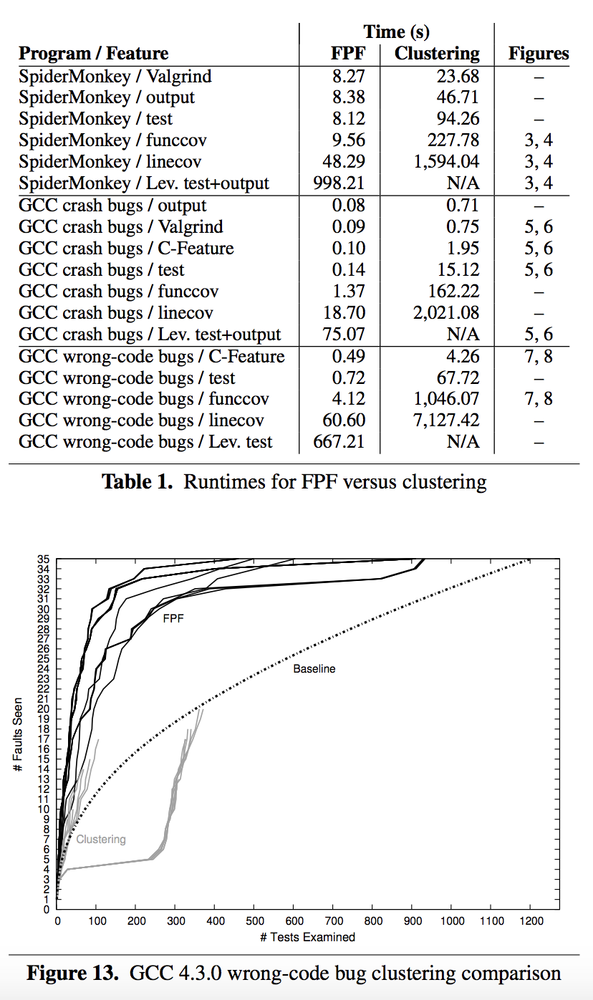 Time (s)
Program / Feature FPF Clustering Figures
SpiderMonkey / Valgrind 8.27 23.68 –
SpiderMonkey / output 8.38 46.71 –
SpiderMonkey / test 8.12 94.26 –
SpiderMonkey / funccov 9.56 227.78 3, 4
SpiderMonkey / linecov 48.29 1,594.04 3, 4
SpiderMonkey / Lev. test+output 998.21 N/A 3, 4
GCC crash bugs / output 0.08 0.71 –
GCC crash bugs / Valgrind 0.09 0.75 5, 6
GCC crash bugs / C-Feature 0.10 1.95 5, 6
GCC crash bugs / test 0.14 15.12 5, 6
GCC crash bugs / funccov 1.37 162.22 –
GCC crash bugs / linecov 18.70 2,021.08 –
GCC crash bugs / Lev. test+output 75.07 N/A 5, 6
GCC wrong-code bugs / C-Feature 0.49 4.26 7, 8
GCC wrong-code bugs / test 0.72 67.72 –
GCC wrong-code bugs / funccov 4.12 1,046.07 7, 8
GCC wrong-code bugs / linecov 60.60 7,127.42 –
GCC wrong-code bugs / Lev. test 667.21 N/A –
Table 1. Runtimes for FPF versus clustering
35
34
33
32
31
30
29
28
27
26
25
24
23
22
21
20
19
18
17
16
15
14
13
12
11
10
9
8
7
6
5
4
3
2
1
0
# Faults Seen
FPF
Baseline
Clustering
0 100 200 300 400 500 600 700 800 900 1000 1100 1200
# Tests Examined
Figure 13. GCC 4.3.0 wrong-code bug clustering comparison